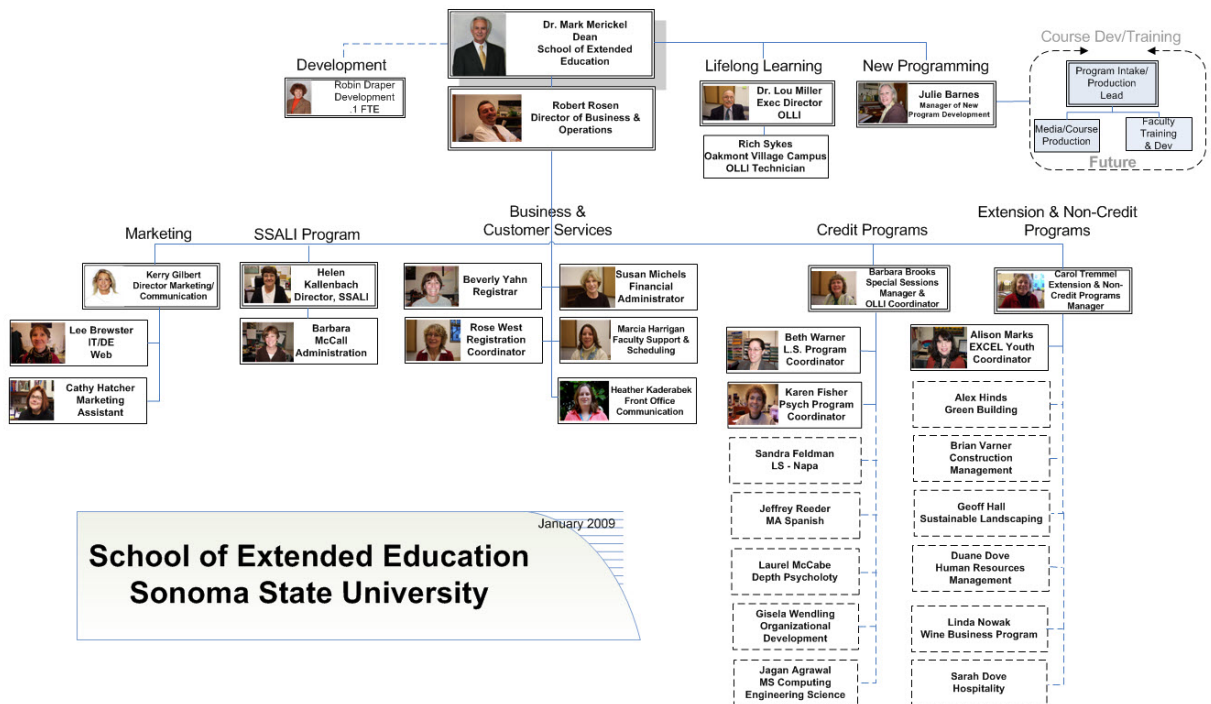 Dr. Mark Merickel
Dean
School of Extended
Education
Development
Robin Draper
Development
.1 FTE
Robert Rosen
Director of Business &
Operations
Lifelong Learning
Dr. Lou Miller
Exec Director
OLLI
Rich Sykes
Oakmont Village Campus
OLLI Technician
New Programming
Julie Barnes
Manager of New
Program Development
Course Dev/Training
Program Intake/
Production
Lead
Media/Course
Production
Faculty
Training
& Dev
Future
Marketing
Kerry Gilbert
Director Marketing/
Communication
Lee Brewster
IT/DE
Web
Cathy Hatcher
Marketing
Assistant
SSALI Program
Helen
Kallenbach
Director, SSALI
Barbara
McCall
Administration
Business &
Customer Services
Beverly Yahn
Registrar
Susan Michels
Financial
Administrator
Rose West
Registration
Coordinator
Marcia Harrigan
Faculty Support &
Scheduling
Heather Kaderabek
Front Office
Communication
Credit Programs
Barbara Brooks
Special Sessions
Manager &
OLLI Coordinator
Beth Warner
L.S. Program
Coordinator
Karen Fisher
Psych Program
Coordinator
Sandra Feldman
LS - Napa
Jeffrey Reeder
MA Spanish
Laurel McCabe
Depth Psycholoty
Gisela Wendling
Organizational
Development
Jagan Agrawal
MS Computing
Engineering Science
Extension & Non-Credit
Programs
Carol Tremmel
Extension & Non-
Credit Programs
Manager
Alison Marks
EXCEL Youth
Coordinator
Alex Hinds
Green Building
Brian Varner
Construction
Management
Geoff Hall
Sustainable Landscaping
Duane Dove
Human Resources
Management
Linda Nowak
Wine Business Program
Sarah Dove
Hospitality
January 2009
School of Extended Education
Sonoma State University